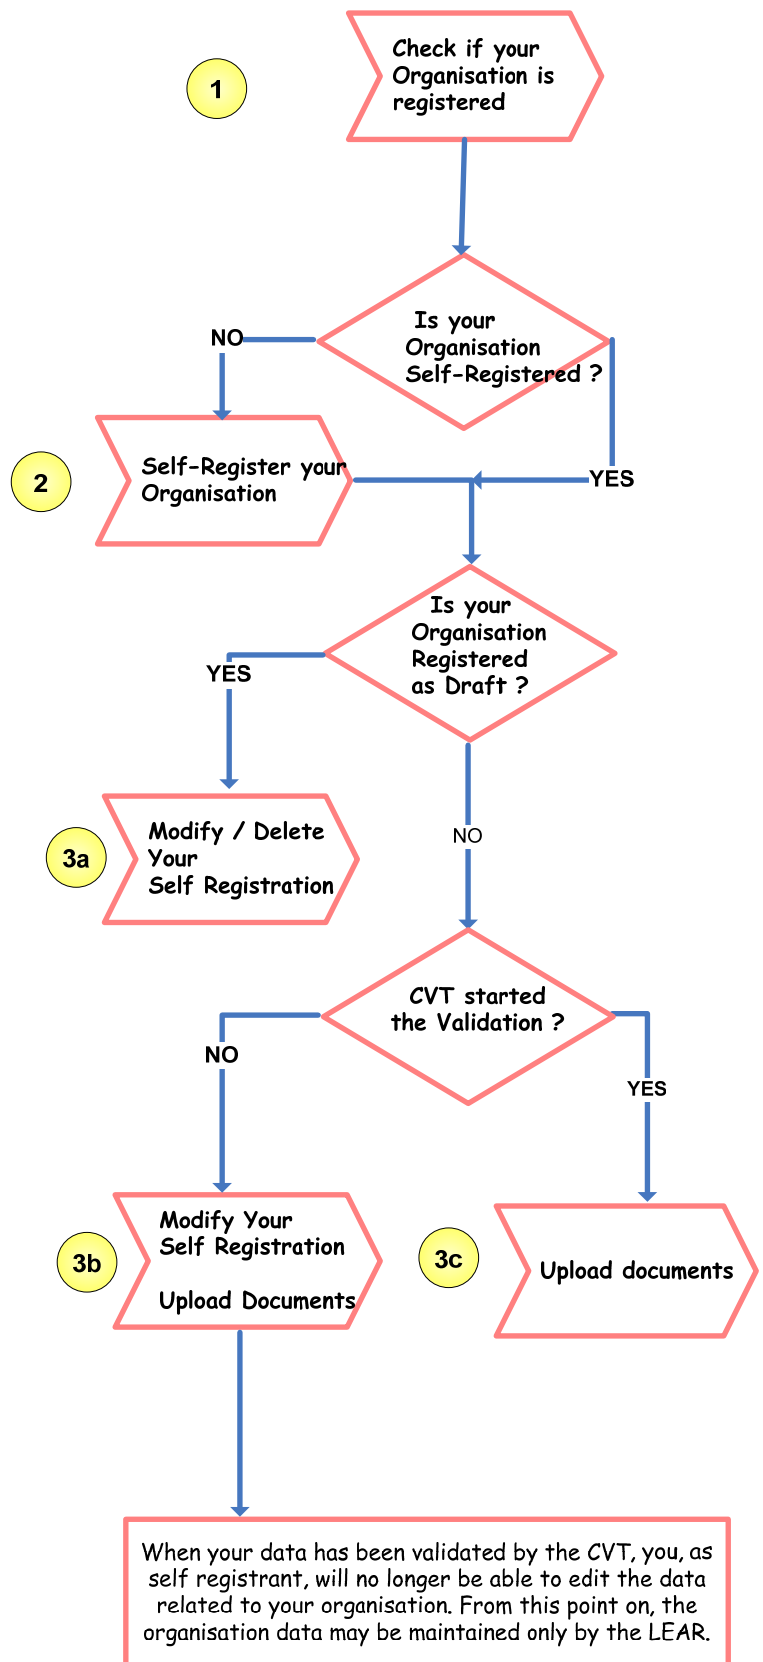 Check if your
Organisation is
registered
1
Is your
Organisation
Self-Registered ?
NO
YES
2
Self-Register your
Organisation
Is your
Organisation
Registered
as Draft ?
YES
NO
3a
Modify / Delete
Your
Self Registration
CVT started
the Validation ?
NO
YES
3b
Modify Your
Self Registration
Upload Documents
3c
Upload documents
When your data has been validated by the CVT, you, as
self registrant, will no longer be able to edit the data
related to your organisation. From this point on, the
organisation data may be maintained only by the LEAR.